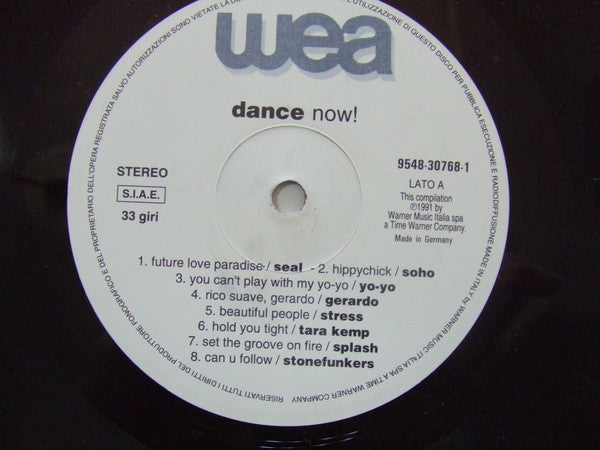 wea
dance now!
STEREO
S.I.A.E.
33 giri
9548-30768-1
LATO A
This compilation
℗1991 by
Warner Music Italia spa
a Time Warner Company.
Made in Germany
1. future love paradise / seal - 2. hippychick / soho
3. you can't play with my yo-yo / yo-yo
4. rico suave, gerardo / gerardo
5. beautiful people / stress
6. hold you tight / tara kemp
7. set the groove on fire / splash
8. can u follow / stonefunkers
RISERVATI TUTTI I DIRITTI DEL PRODUTTORE FONOGRAFICO E DEL PROPRIETARIO DELL'OPERA REGISTRATA SALVO AUTORIZZAZIONI SONO VIETATE LA DU
UTILIZZAZIONE DI QUESTO DISCO PER PUBBLICA ESECUZIONE E RADIODIFFUSIONE MADE IN ITALY by WARNER MUSIC ITALIA SPA A TIME WARNER COMPANY.